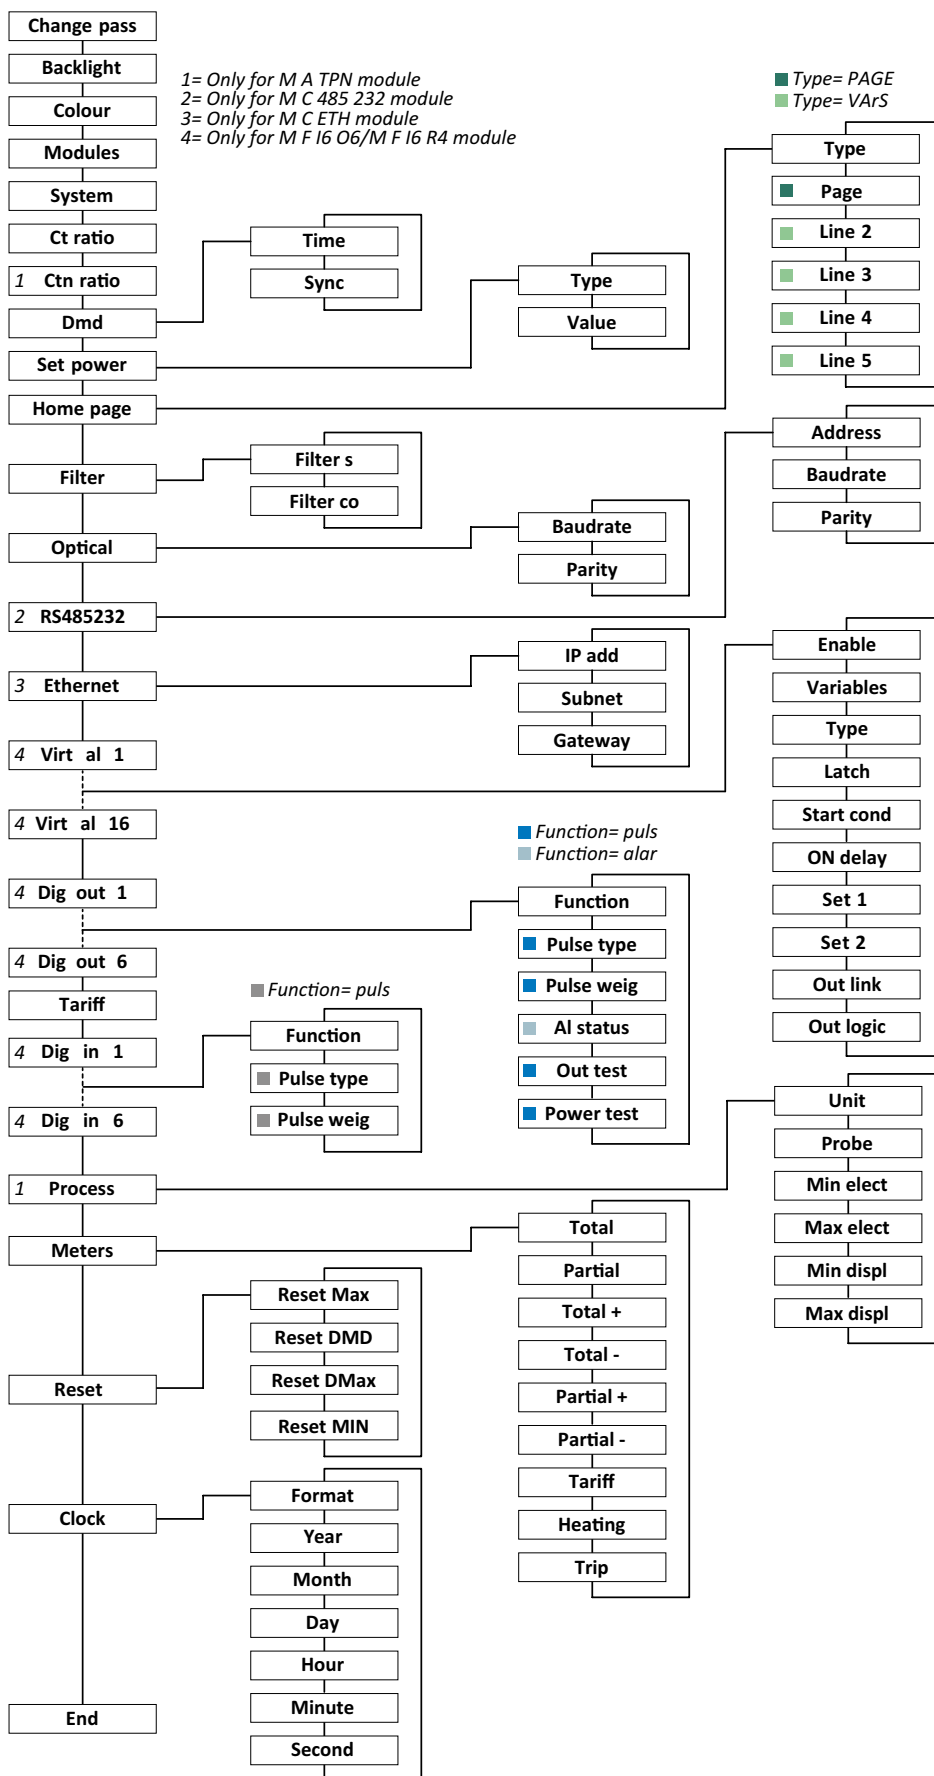 Change pass
Backlight
Colour
Modules
System
Ct ratio
1 Ctn ratio
Dmd
Set power
Home page
Filter
Optical
2 RS485232
3 Ethernet
4 Virt al 1
4 Virt al 16
4 Dig out 1
4 Dig out 6
Tariff
4 Dig in 1
4 Dig in 6
1 Process
Meters
Reset
Clock
End
1= Only for M A TPN module
2= Only for M C 485 232 module
3= Only for M C ETH module
4= Only for M F I6 O6/M F I6 R4 module
Time
Sync
Filter s
Filter co
Function= puls
Function
Pulse type
Pulse weig
Reset Max
Reset DMD
Reset DMax
Reset MIN
Format
Year
Month
Day
Hour
Minute
Second
Type
Value
Baudrate
Parity
IP add
Subnet
Gateway
Function= puls
Function= alar
Function
Pulse type
Pulse weig
Al status
Out test
Power test
Total
Partial
Total +
Total -
Partial +
Partial -
Tariff
Heating
Trip
Type= PAGE
Type= VArS
Type
Page
Line 2
Line 3
Line 4
Line 5
Address
Baudrate
Parity
Enable
Variables
Type
Latch
Start cond
ON delay
Set 1
Set 2
Out link
Out logic
Unit
Probe
Min elect
Max elect
Min displ
Max displ